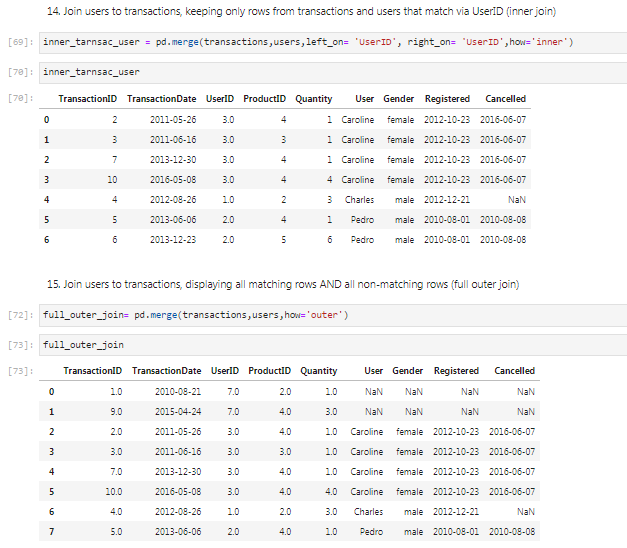 14. Join users to transactions, keeping only rows from transactions and users that match via UserID (inner join)
[69]: inner_tarnsac_user = pd.merge(transactions,users,left_on= 'UserID', right_on= 'UserID',how='inner')
[70]: inner_tarnsac_user
[70]: TransactionID TransactionDate UserID ProductID Quantity User Gender Registered Cancelled
0 2 2011-05-26 3.0 4 1 Caroline female 2012-10-23 2016-06-07
1 3 2011-06-16 3.0 3 1 Caroline female 2012-10-23 2016-06-07
2 7 2013-12-30 3.0 4 1 Caroline female 2012-10-23 2016-06-07
3 10 2016-05-08 3.0 4 4 Caroline female 2012-10-23 2016-06-07
4 4 2012-08-26 1.0 2 3 Charles male 2012-12-21 NaN
5 5 2013-06-06 2.0 4 1 Pedro male 2010-08-01 2010-08-08
6 6 2013-12-23 2.0 5 6 Pedro male 2010-08-01 2010-08-08
15. Join users to transactions, displaying all matching rows AND all non-matching rows (full outer join)
[72]: full_outer_join= pd.merge(transactions,users,how='outer')
[73]: full_outer_join
[73]: TransactionID TransactionDate UserID ProductID Quantity User Gender Registered Cancelled
0 1.0 2010-08-21 7.0 2.0 1.0 NaN NaN NaN NaN
1 9.0 2015-04-24 7.0 4.0 3.0 NaN NaN NaN NaN
2 2.0 2011-05-26 3.0 4.0 1.0 Caroline female 2012-10-23 2016-06-07
3 3.0 2011-06-16 3.0 3.0 1.0 Caroline female 2012-10-23 2016-06-07
4 7.0 2013-12-30 3.0 4.0 1.0 Caroline female 2012-10-23 2016-06-07
5 10.0 2016-05-08 3.0 4.0 4.0 Caroline female 2012-10-23 2016-06-07
6 4.0 2012-08-26 1.0 2.0 3.0 Charles male 2012-12-21 NaN
7 5.0 2013-06-06 2.0 4.0 1.0 Pedro male 2010-08-01 2010-08-08